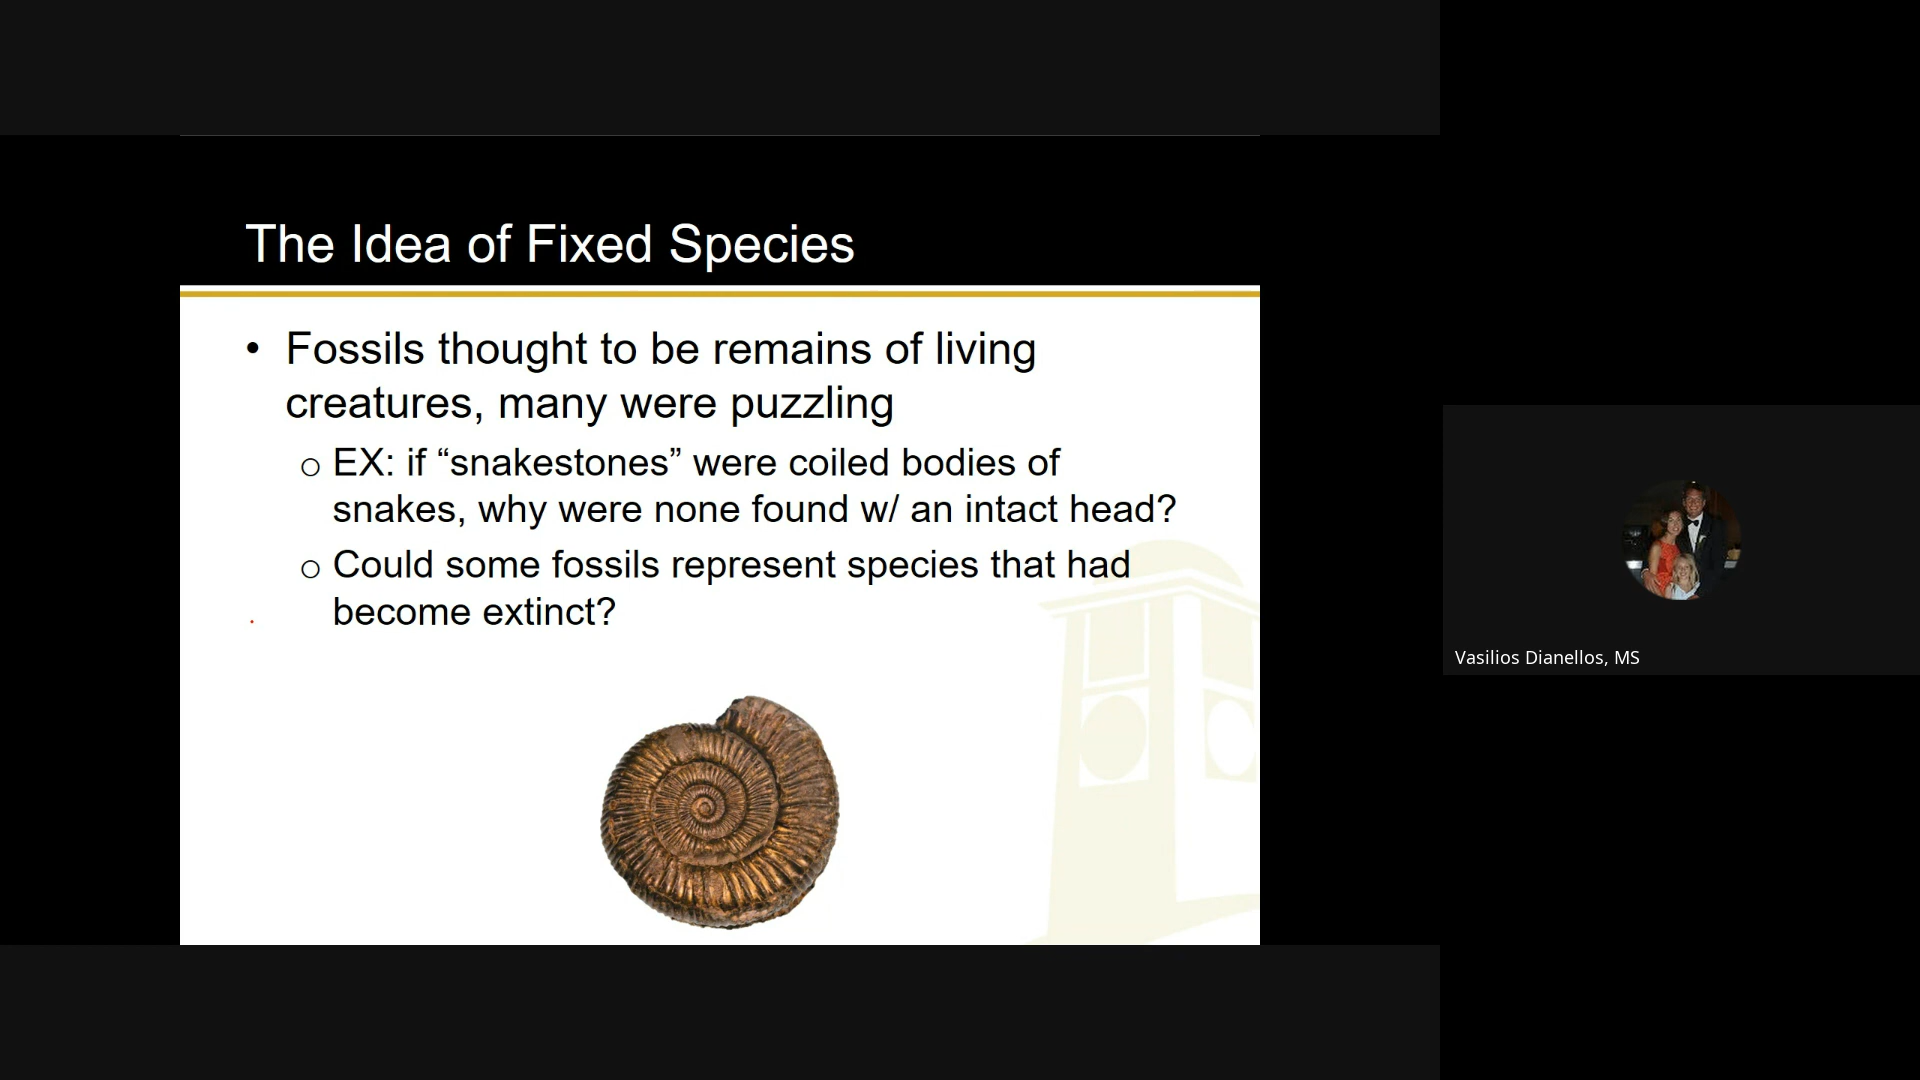 The Idea of Fixed Species
• Fossils thought to be remains of living
creatures, many were puzzling
o EX: if “snakestones” were coiled bodies of
snakes, why were none found w/ an intact head?
o Could some fossils represent species that had
become extinct?
Vasilios Dianellos, MS